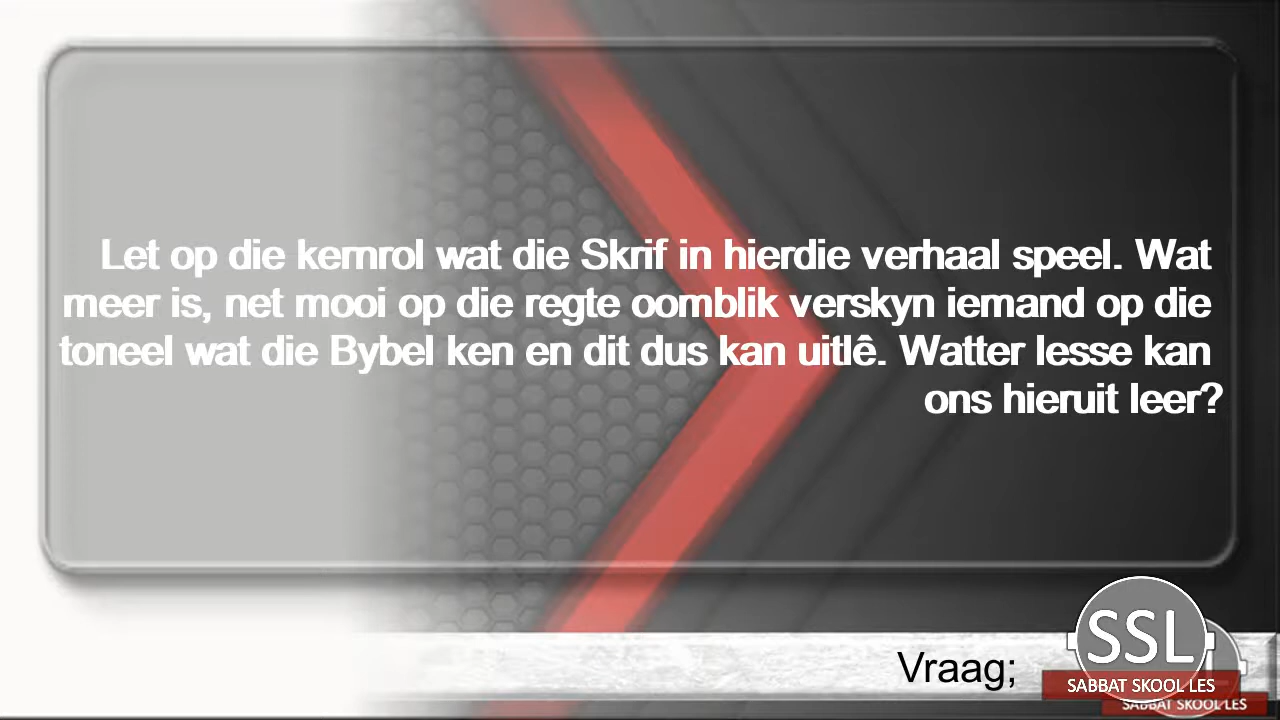 Let op die kernrol wat die Skrif in hierdie verhaal speel. Wat
meer is, net mooi op die regte oomblik verskyn iemand op die
toneel wat die Bybel ken en dit dus kan uitlê. Watter lesse kan
ons hieruit leer?
Vraag;
SSL
SABBAT SKOOL LES
SABBAT SKOOL LES